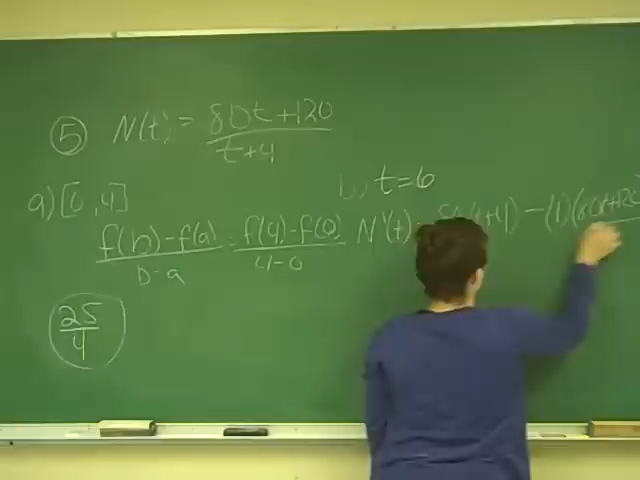 ⑤ N(t) = 80t+120
t+4
a) [0,4]
b) t=6
f(b)-f(a) = f(4)-f(0)
b-a 4-0
N'(t) = 80(t+4) - (1)(80t+120
25
4